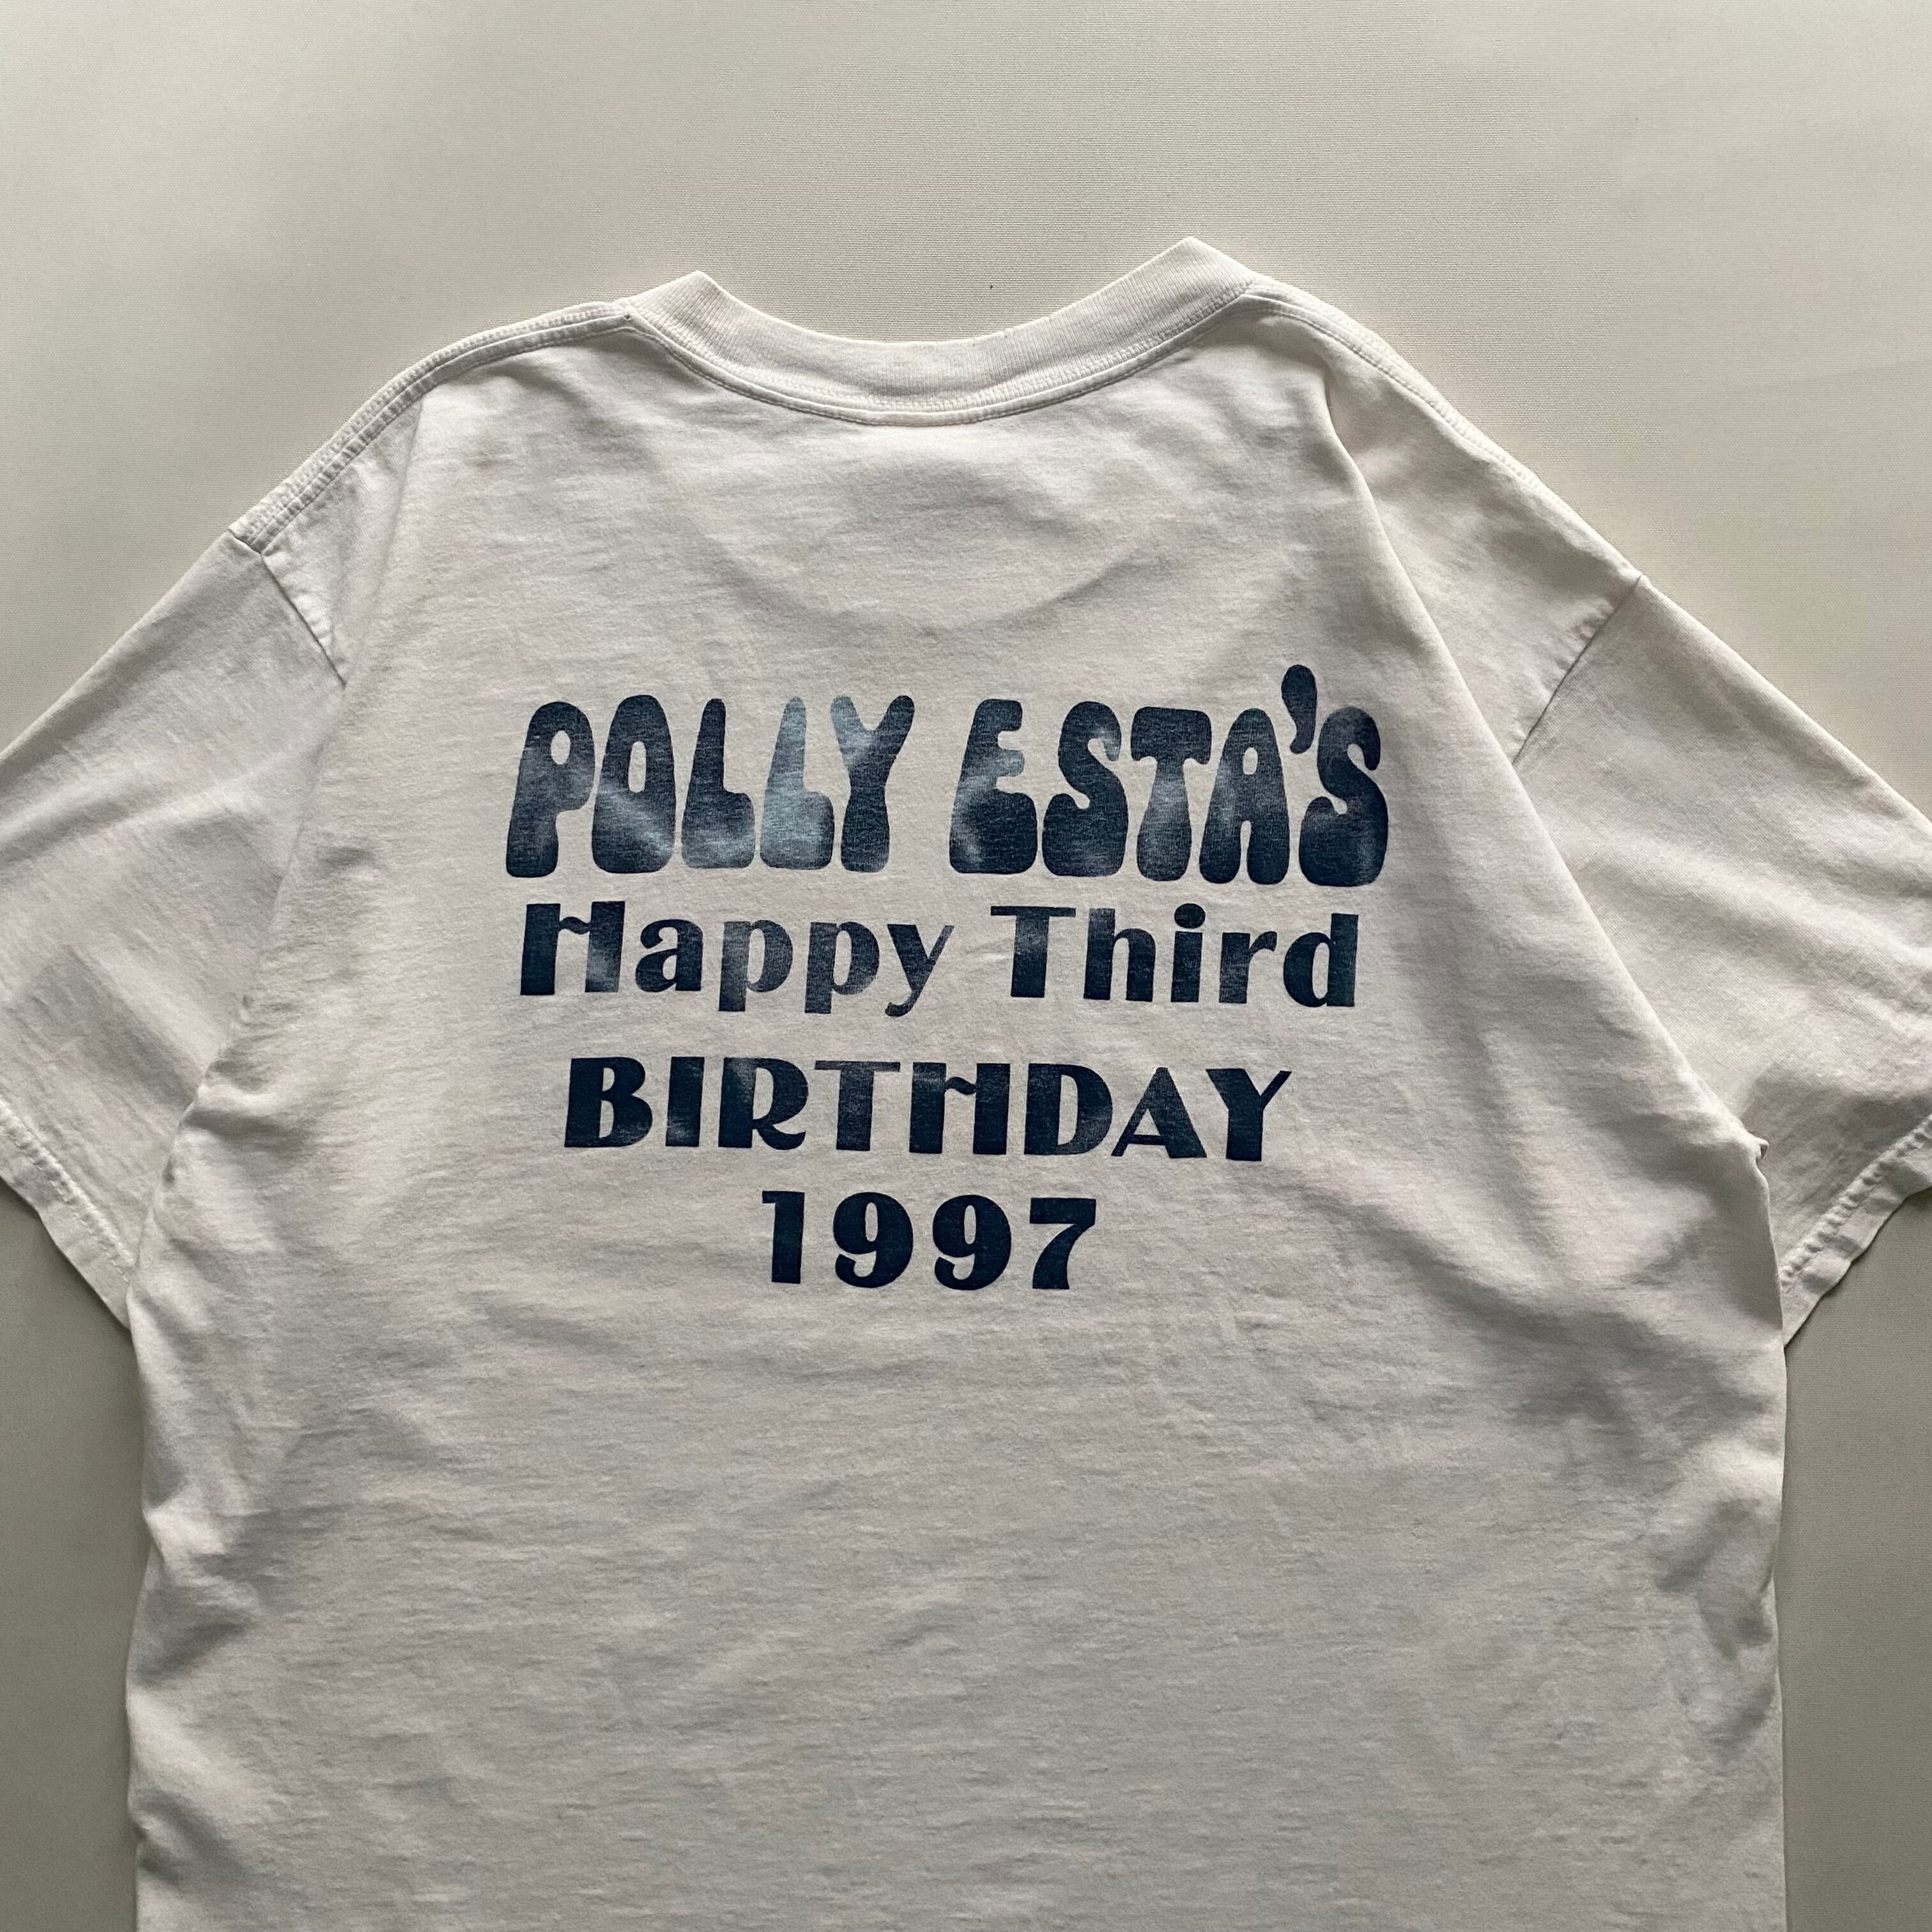 POLLY ESTA'S
Happy Third
BIRTHDAY
1997